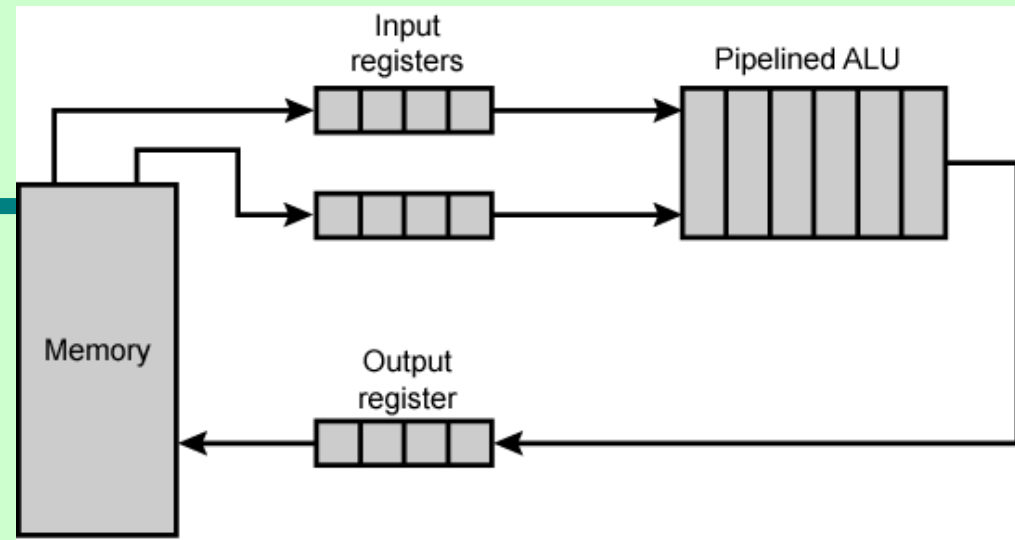 Input
registers
Pipelined ALU
Memory
Output
register